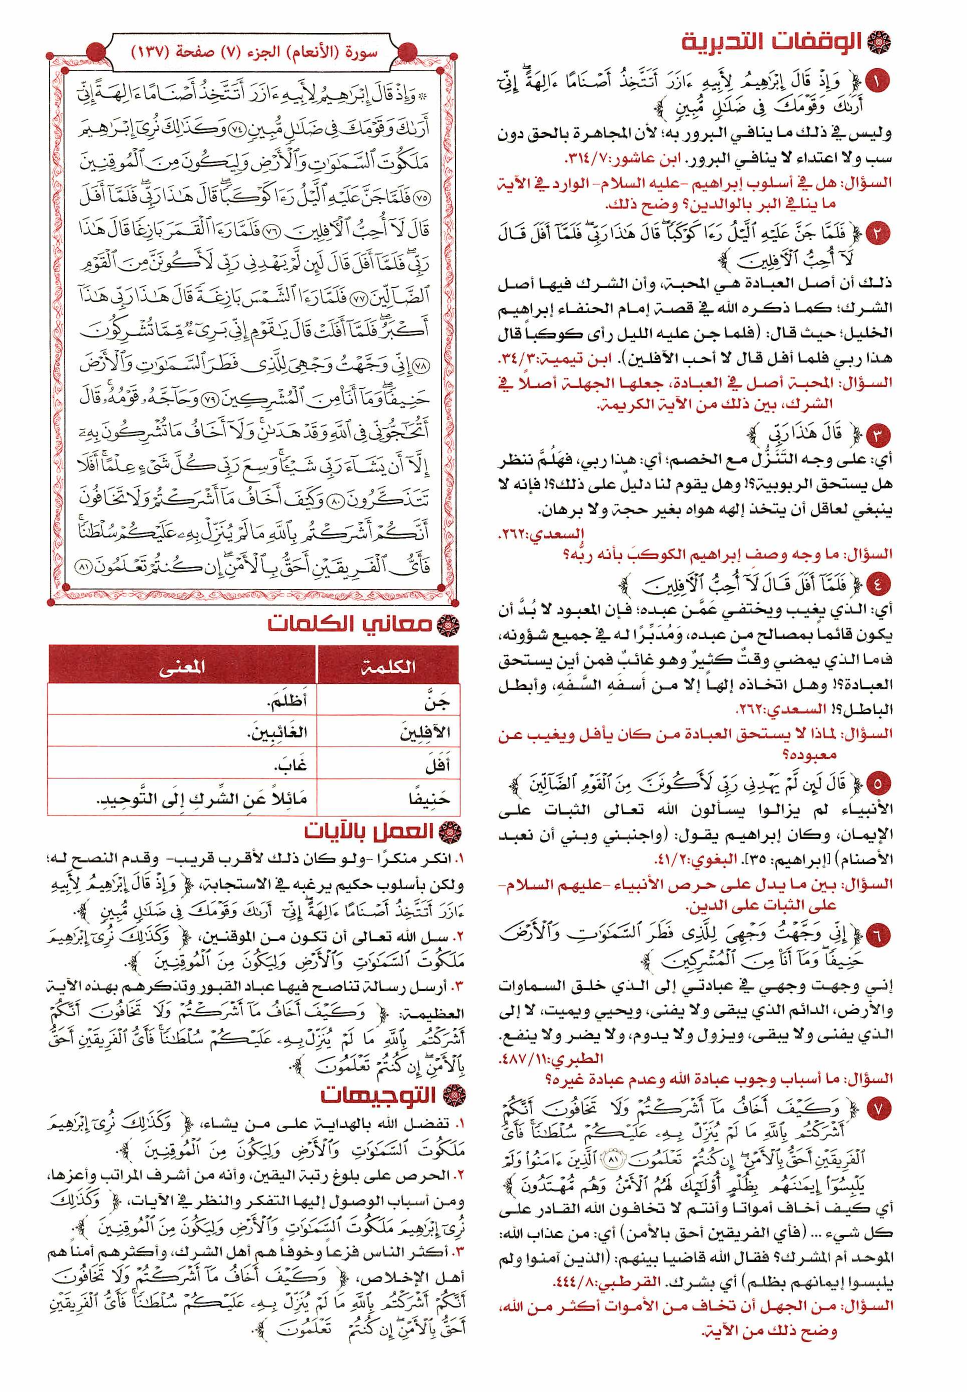 الوقفات التدبرية
١ ﴿ وَإِذْ قَالَ إِبْرَٰهِيمُ لِأَبِيهِ ءَازَرَ أَتَتَّخِذُ أَصْنَامًا ءَالِهَةً ۖ إِنِّىٓ
أَرَىٰكَ وَقَوْمَكَ فِى ضَلَٰلٍ مُّبِينٍ ﴾
وليس في ذلك ما ينافي البرور به؛ لأن المجاهرة بالحق دون
سب ولا اعتداء لا ينافي البرور. ابن عاشور:٣١٤/٧.
السؤال: هل في أسلوب إبراهيم -عليه السلام- الوارد في الآية
ما ينافي البر بالوالدين؟ وضح ذلك.
٢ ﴿ فَلَمَّا جَنَّ عَلَيْهِ ٱلَّيْلُ رَءَا كَوْكَبًا ۖ قَالَ هَٰذَا رَبِّى ۖ فَلَمَّآ أَفَلَ قَالَ
لَآ أُحِبُّ ٱلْءَافِلِينَ ﴾
ذلك أن أصل العبادة هي المحبة، وأن الشرك فيها أصل
الشرك؛ كما ذكره الله في قصة إمام الحنفاء إبراهيم
الخليل؛ حيث قال: (فلما جن عليه الليل رأى كوكباً قال
هذا ربي فلما أفل قال لا أحب الآفلين). ابن تيمية:٣٤/٣.
السؤال: المحبة أصل في العبادة، جعلها الجهلة أصلاً في
الشرك، بين ذلك من الآية الكريمة.
٣ ﴿ قَالَ هَٰذَا رَبِّى ﴾
أي: على وجه التَنَزُّل مع الخصم؛ أي: هذا ربي، فهَلُمَّ ننظر
هل يستحق الربوبية؟! وهل يقوم لنا دليلٌ على ذلك؟! فإنه لا
ينبغي لعاقل أن يتخذ إلهه هواه بغير حجة ولا برهان.
السعدي:٢٦٢.
السؤال: ما وجه وصفِ إبراهيم الكوكبَ بأنه ربُّه؟
٤ ﴿ فَلَمَّآ أَفَلَ قَالَ لَآ أُحِبُّ ٱلْءَافِلِينَ ﴾
أي: الذي يغيب ويختفي عَمَّن عبده؛ فإن المعبود لا بُدَّ أن
يكون قائماً بمصالح من عبده، وَمُدَبِّرًا له في جميع شؤونه،
فاما الذي يمضي وقتٌ كثيرٌ وهو غائبٌ فمن أين يستحق
العبادة؟! وهل اتخاذه إلهاً إلا من أسفَهِ السَّفَهِ، وأبطل
الباطل؟! السعدي:٢٦٢.
السؤال: لماذا لا يستحق العبادة من كان يأفل ويغيب عن
معبوده؟
٥ ﴿ قَالَ لَئِن لَّمْ يَهْدِنِى رَبِّى لَأَكُونَنَّ مِنَ ٱلْقَوْمِ ٱلضَّآلِّينَ ﴾
الأنبياء لم يزالوا يسألون الله تعالى الثبات على
الإيمان، وكان إبراهيم يقول: (واجنبني وبني أن نعبد
الأصنام) [إبراهيم: ٣٥]. البغوي:٤١/٢.
السؤال: بين ما يدل على حرص الأنبياء -عليهم السلام-
على الثبات على الدين.
٦ ﴿ إِنِّى وَجَّهْتُ وَجْهِىَ لِلَّذِى فَطَرَ ٱلسَّمَٰوَٰتِ وَٱلْأَرْضَ
حَنِيفًا ۖ وَمَآ أَنَا۠ مِنَ ٱلْمُشْرِكِينَ ﴾
إني وجهت وجهي في عبادتي إلى الذي خلق السماوات
والأرض، الدائم الذي يبقى ولا يفنى، ويحيي ويميت، لا إلى
الذي يفنى ولا يبقى، ويزول ولا يدوم، ولا يضر ولا ينفع.
الطبري:٤٨٧/١١.
السؤال: ما أسباب وجوب عبادة الله وعدم عبادة غيره؟
٧ ﴿ وَكَيْفَ أَخَافُ مَآ أَشْرَكْتُمْ وَلَا تَخَافُونَ أَنَّكُمْ
أَشْرَكْتُم بِٱللَّهِ مَا لَمْ يُنَزِّلْ بِهِۦ عَلَيْكُمْ سُلْطَٰنًا ۚ فَأَىُّ
ٱلْفَرِيقَيْنِ أَحَقُّ بِٱلْأَمْنِ ۖ إِن كُنتُمْ تَعْلَمُونَ ٨١ ٱلَّذِينَ ءَامَنُوا۟ وَلَمْ
يَلْبِسُوٓا۟ إِيمَٰنَهُم بِظُلْمٍ أُو۟لَٰٓئِكَ لَهُمُ ٱلْأَمْنُ وَهُم مُّهْتَدُونَ ﴾
أي كيف أخاف أمواتا وأنتم لا تخافون الله القادر على
كل شيء ... (فأي الفريقين أحق بالأمن) أي: من عذاب الله:
الموحد أم المشرك؟ فقال الله قاضيا بينهم: (الذين آمنوا ولم
يلبسوا إيمانهم بظلم) أي بشرك. القرطبي:٤٤٤/٨.
السؤال: من الجهل أن تخاف من الأموات أكثر من الله،
وضح ذلك من الآية.
سورة (الأنعام) الجزء (٧) صفحة (١٣٧)
۞ وَإِذْ قَالَ إِبْرَٰهِيمُ لِأَبِيهِ ءَازَرَ أَتَتَّخِذُ أَصْنَامًا ءَالِهَةً ۖ إِنِّىٓ
أَرَىٰكَ وَقَوْمَكَ فِى ضَلَٰلٍ مُّبِينٍ ٧٤ وَكَذَٰلِكَ نُرِىٓ إِبْرَٰهِيمَ
مَلَكُوتَ ٱلسَّمَٰوَٰتِ وَٱلْأَرْضِ وَلِيَكُونَ مِنَ ٱلْمُوقِنِينَ
٧٥ فَلَمَّا جَنَّ عَلَيْهِ ٱلَّيْلُ رَءَا كَوْكَبًا ۖ قَالَ هَٰذَا رَبِّى ۖ فَلَمَّآ أَفَلَ
قَالَ لَآ أُحِبُّ ٱلْءَافِلِينَ ٧٦ فَلَمَّا رَءَا ٱلْقَمَرَ بَازِغًا قَالَ هَٰذَا
رَبِّى ۖ فَلَمَّآ أَفَلَ قَالَ لَئِن لَّمْ يَهْدِنِى رَبِّى لَأَكُونَنَّ مِنَ ٱلْقَوْمِ
ٱلضَّآلِّينَ ٧٧ فَلَمَّا رَءَا ٱلشَّمْسَ بَازِغَةً قَالَ هَٰذَا رَبِّى هَٰذَآ
أَكْبَرُ ۖ فَلَمَّآ أَفَلَتْ قَالَ يَٰقَوْمِ إِنِّى بَرِىٓءٌ مِّمَّا تُشْرِكُونَ
٧٨ إِنِّى وَجَّهْتُ وَجْهِىَ لِلَّذِى فَطَرَ ٱلسَّمَٰوَٰتِ وَٱلْأَرْضَ
حَنِيفًا ۖ وَمَآ أَنَا۠ مِنَ ٱلْمُشْرِكِينَ ٧٩ وَحَآجَّهُۥ قَوْمُهُۥ ۚ قَالَ
أَتُحَٰٓجُّوٓنِّى فِى ٱللَّهِ وَقَدْ هَدَىٰنِ ۚ وَلَآ أَخَافُ مَا تُشْرِكُونَ بِهِۦٓ
إِلَّآ أَن يَشَآءَ رَبِّى شَيْـًٔا ۗ وَسِعَ رَبِّى كُلَّ شَىْءٍ عِلْمًا ۗ أَفَلَا
تَتَذَكَّرُونَ ٨٠ وَكَيْفَ أَخَافُ مَآ أَشْرَكْتُمْ وَلَا تَخَافُونَ
أَنَّكُمْ أَشْرَكْتُم بِٱللَّهِ مَا لَمْ يُنَزِّلْ بِهِۦ عَلَيْكُمْ سُلْطَٰنًا ۚ
فَأَىُّ ٱلْفَرِيقَيْنِ أَحَقُّ بِٱلْأَمْنِ ۖ إِن كُنتُمْ تَعْلَمُونَ ٨١
معاني الكلمات
الكلمة المعنى
جَنَّ أَظلَمَ.
الآفِلِينَ الغَائِبِينَ.
أَفَلَ غَابَ.
حَنِيفًا مَائِلاً عَنِ الشِّركِ إِلَى التَّوحِيدِ.
العمل بالآيات
١. انكر منكرًا -ولو كان ذلك لأقرب قريب- وقدم النصح له؛
ولكن بأسلوب حكيم يرغبه في الاستجابة، ﴿ وَإِذْ قَالَ إِبْرَٰهِيمُ لِأَبِيهِ
ءَازَرَ أَتَتَّخِذُ أَصْنَامًا ءَالِهَةً ۖ إِنِّىٓ أَرَىٰكَ وَقَوْمَكَ فِى ضَلَٰلٍ مُّبِينٍ ﴾.
٢. سل الله تعالى أن تكون من الموقنين، ﴿ وَكَذَٰلِكَ نُرِىٓ إِبْرَٰهِيمَ
مَلَكُوتَ ٱلسَّمَٰوَٰتِ وَٱلْأَرْضِ وَلِيَكُونَ مِنَ ٱلْمُوقِنِينَ ﴾.
٣. أرسل رسالة تناصح فيها عباد القبور وتذكرهم بهذه الآية
العظيمة: ﴿ وَكَيْفَ أَخَافُ مَآ أَشْرَكْتُمْ وَلَا تَخَافُونَ أَنَّكُمْ
أَشْرَكْتُم بِٱللَّهِ مَا لَمْ يُنَزِّلْ بِهِۦ عَلَيْكُمْ سُلْطَٰنًا ۚ فَأَىُّ ٱلْفَرِيقَيْنِ أَحَقُّ
بِٱلْأَمْنِ ۖ إِن كُنتُمْ تَعْلَمُونَ ﴾.
التوجيهات
١. تفضل الله بالهداية على من يشاء، ﴿ وَكَذَٰلِكَ نُرِىٓ إِبْرَٰهِيمَ
مَلَكُوتَ ٱلسَّمَٰوَٰتِ وَٱلْأَرْضِ وَلِيَكُونَ مِنَ ٱلْمُوقِنِينَ ﴾.
٢. الحرص على بلوغ رتبة اليقين، وأنه من أشرف المراتب وأعزها،
ومن أسباب الوصول إليها التفكر والنظر في الآيات، ﴿ وَكَذَٰلِكَ
نُرِىٓ إِبْرَٰهِيمَ مَلَكُوتَ ٱلسَّمَٰوَٰتِ وَٱلْأَرْضِ وَلِيَكُونَ مِنَ ٱلْمُوقِنِينَ ﴾.
٣. أكثر الناس فزعاً وخوفاً هم أهل الشرك، وأكثرهم أمناً هم
أهل الإخلاص، ﴿ وَكَيْفَ أَخَافُ مَآ أَشْرَكْتُمْ وَلَا تَخَافُونَ
أَنَّكُمْ أَشْرَكْتُم بِٱللَّهِ مَا لَمْ يُنَزِّلْ بِهِۦ عَلَيْكُمْ سُلْطَٰنًا ۚ فَأَىُّ ٱلْفَرِيقَيْنِ
أَحَقُّ بِٱلْأَمْنِ ۖ إِن كُنتُمْ تَعْلَمُونَ ﴾.